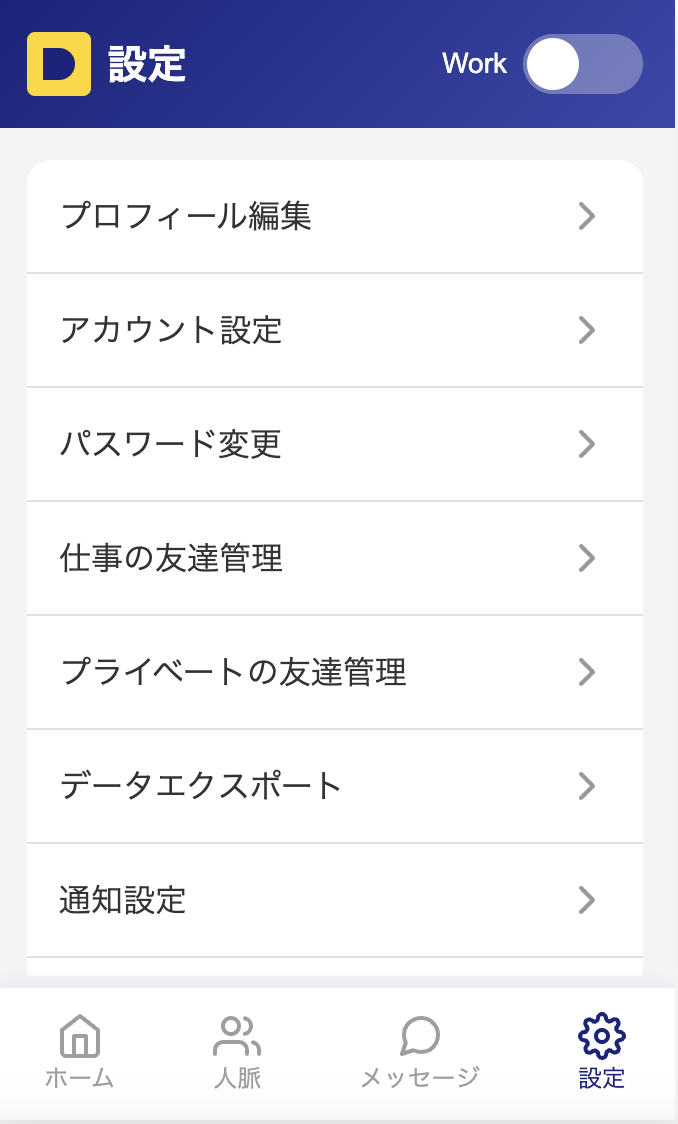 D 設定
Work
プロフィール編集
アカウント設定
パスワード変更
仕事の友達管理
プライベートの友達管理
データエクスポート
通知設定
ホーム
人脈
メッセージ
設定